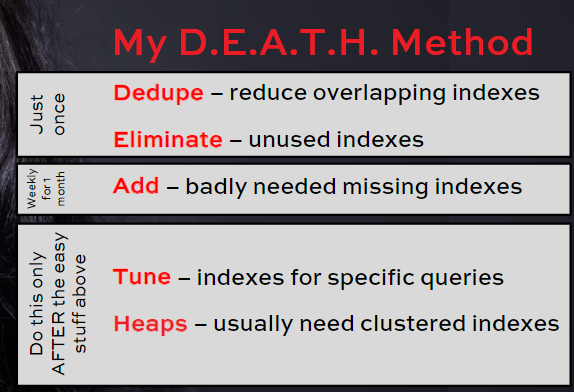 My D.E.A.T.H. Method
Just
once
Dedupe – reduce overlapping indexes
Eliminate – unused indexes
Weekly
for 1
month
Add – badly needed missing indexes
Do this only
AFTER the easy
stuff above
Tune – indexes for specific queries
Heaps – usually need clustered indexes